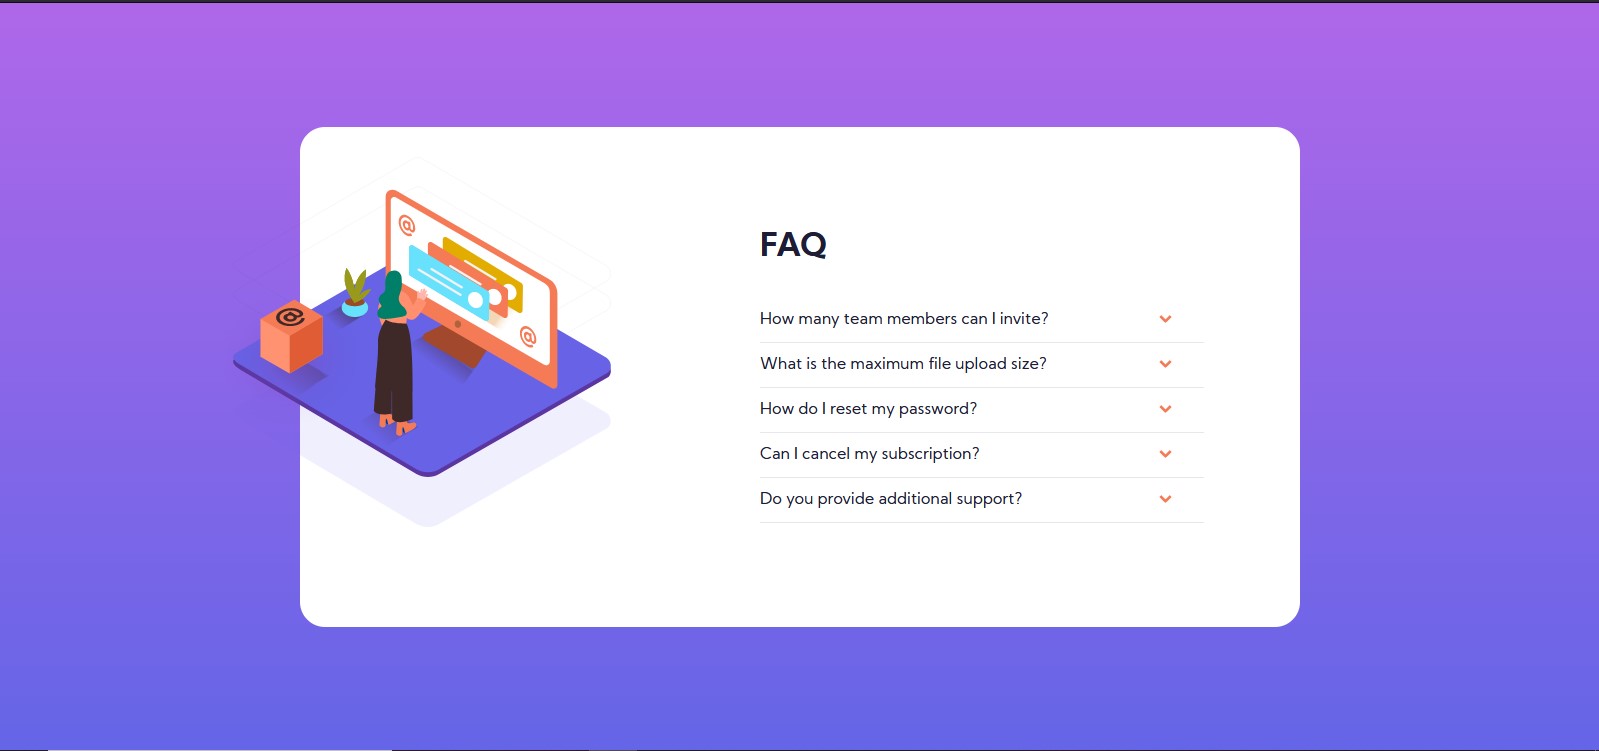 @
@
@
FAQ
How many team members can I invite?
What is the maximum file upload size?
How do I reset my password?
Can I cancel my subscription?
Do you provide additional support?